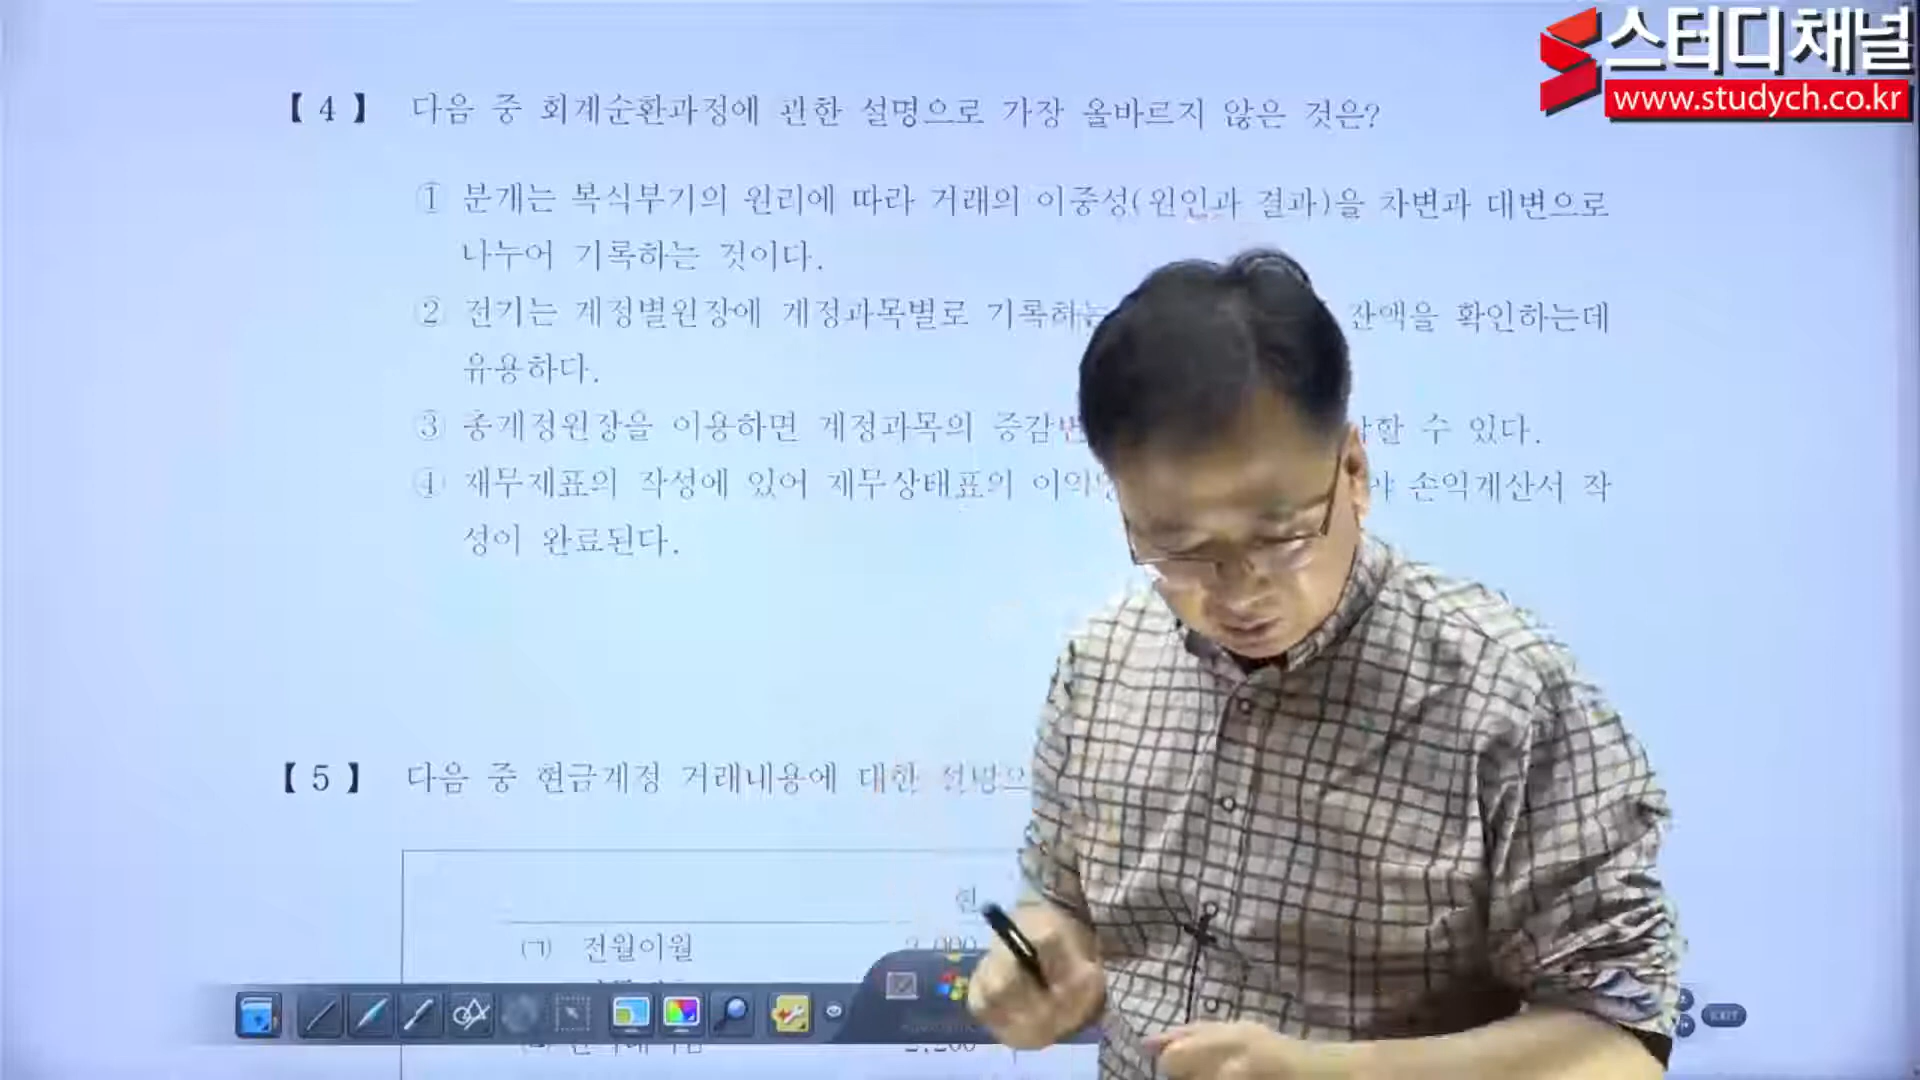 스터디채널
www.studych.co.kr
【 4 】 다음 중 회계순환과정에 관한 설명으로 가장 올바르지 않은 것은?
① 분개는 복식부기의 원리에 따라 거래의 이중성(원인과 결과)을 차변과 대변으로
나누어 기록하는 것이다.
② 전기는 계정별원장에 계정과목별로 기록하는 잔액을 확인하는데
유용하다.
③ 총계정원장을 이용하면 계정과목의 수 있다.
④ 재무제표의 작성에 있어 재무상태표의 손익계산서 작
성이 완료된다.
【 5 】 다음 중 현금계정 거래내용에 대한
(ㄱ) 전월이월
EXIT